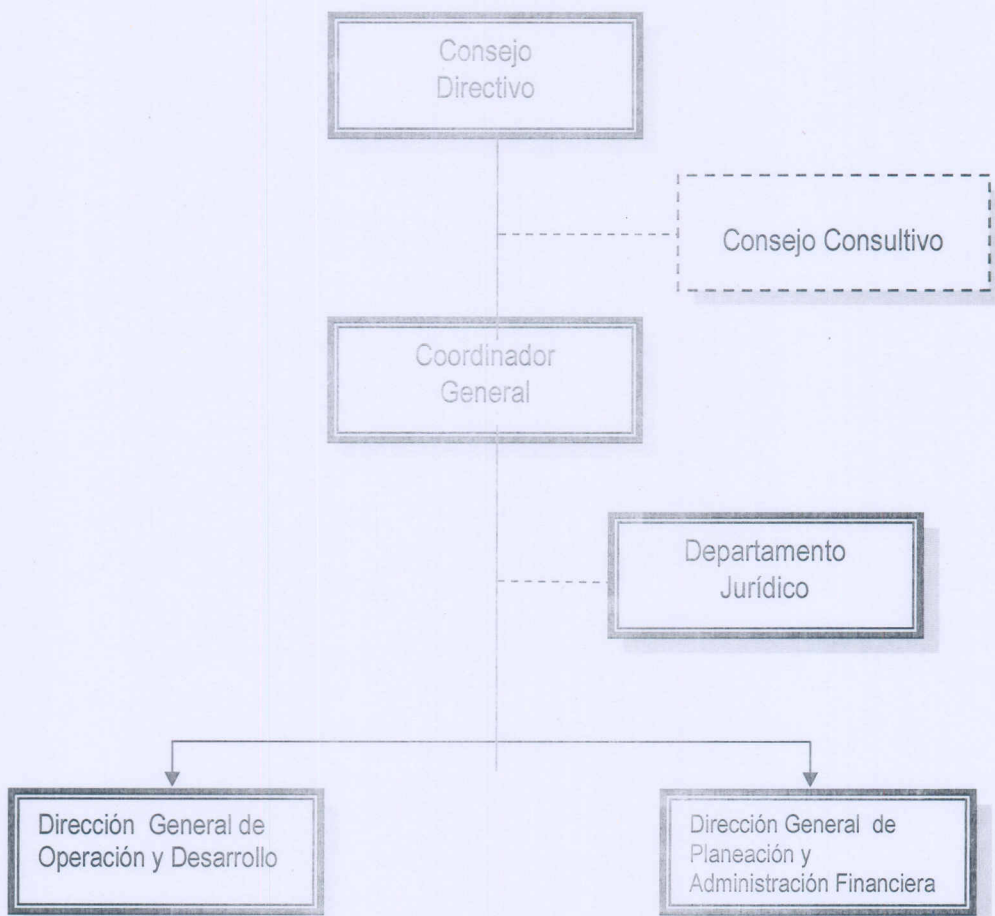 Consejo
Directivo
Consejo Consultivo
Coordinador
General
Departamento
Jurídico
Dirección General de
Operación y Desarrollo
Dirección General de
Planeación y
Administración Financiera